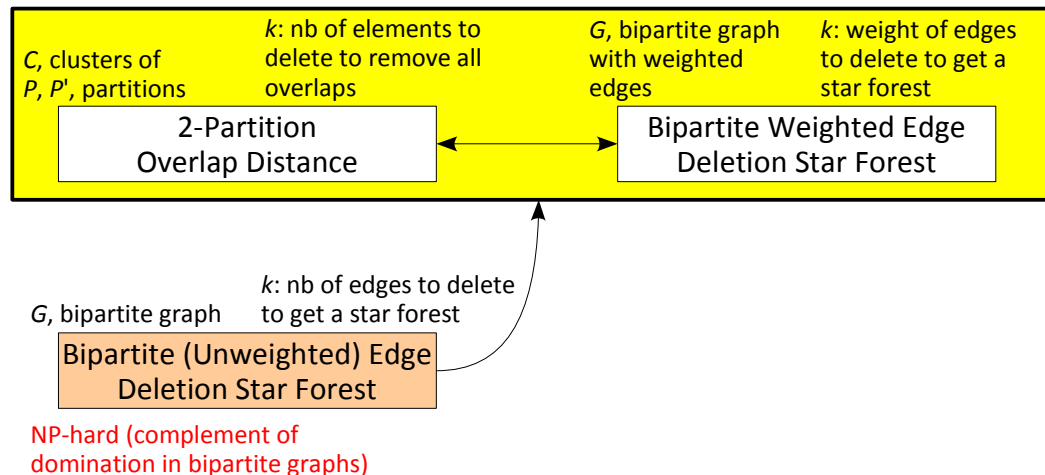 C, clusters of
P, P', partitions
k: nb of elements to
delete to remove all
overlaps
2-Partition
Overlap Distance
G, bipartite graph
with weighted
edges
k: weight of edges
to delete to get a
star forest
Bipartite Weighted Edge
Deletion Star Forest
G, bipartite graph
k: nb of edges to delete
to get a star forest
Bipartite (Unweighted) Edge
Deletion Star Forest
NP-hard (complement of
domination in bipartite graphs)